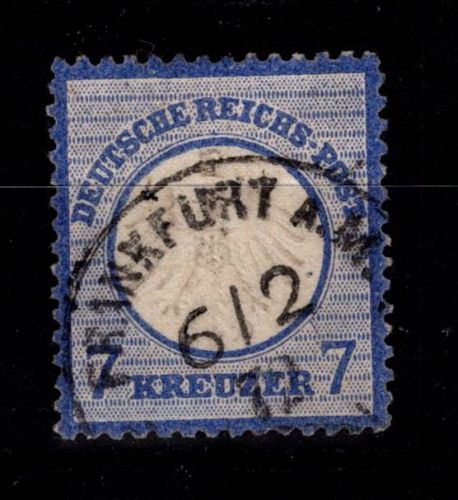 DEUTSCHE REICHS-POST
FRANKFURT A.M.
6/2
7 KREUZER 7